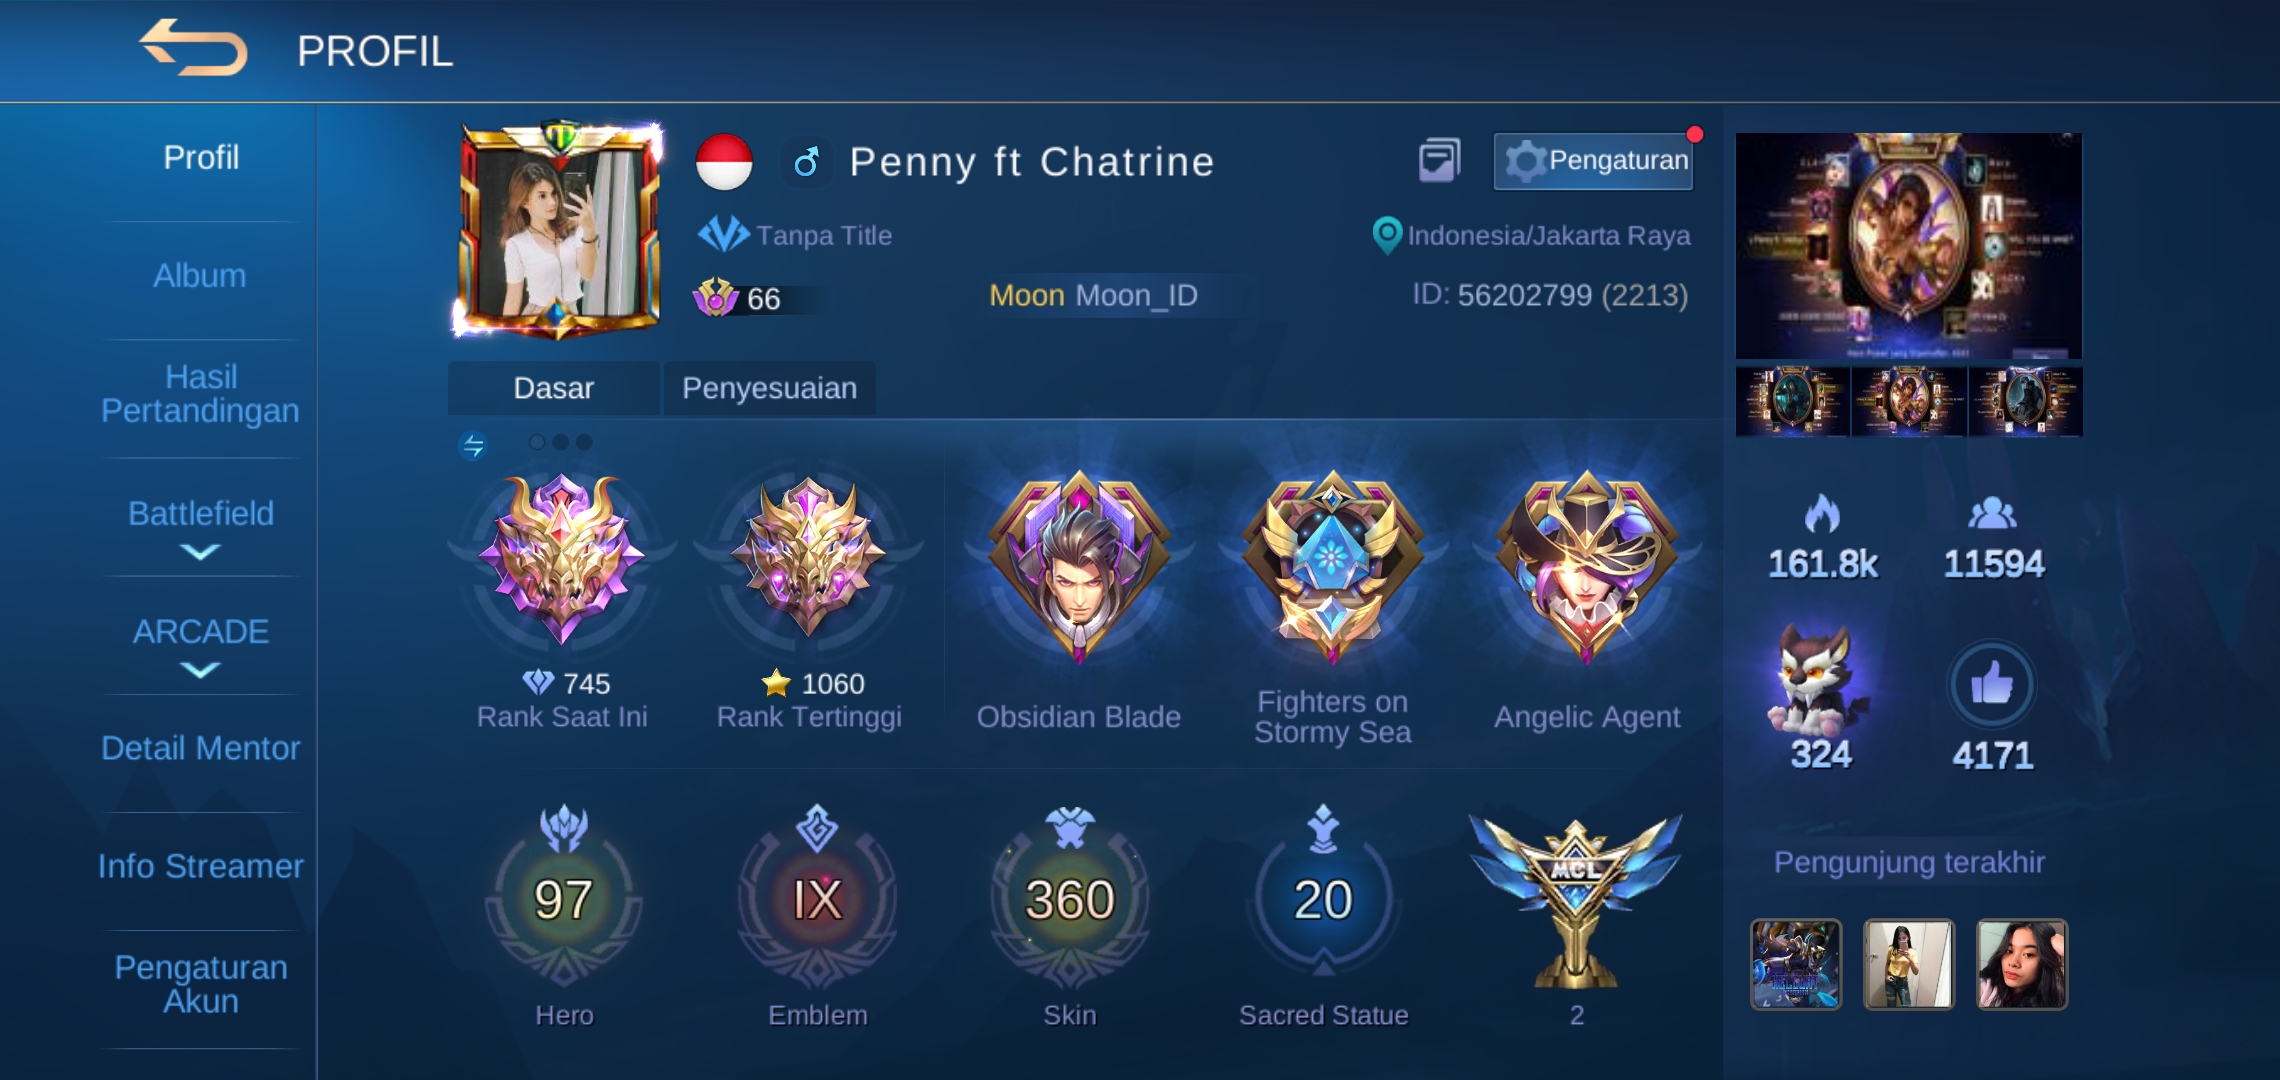 PROFIL
Profil
Album
Hasil
Pertandingan
Battlefield
ARCADE
Detail Mentor
Info Streamer
Pengaturan
Akun
Penny ft Chatrine
Pengaturan
Tanpa Title
Indonesia/Jakarta Raya
66
Moon Moon_ID
ID: 56202799 (2213)
Dasar
Penyesuaian
745
Rank Saat Ini
1060
Rank Tertinggi
Obsidian Blade
Fighters on
Stormy Sea
Angelic Agent
97
Hero
IX
Emblem
360
Skin
20
Sacred Statue
MCL
2
161.8k
11594
324
4171
Pengunjung terakhir